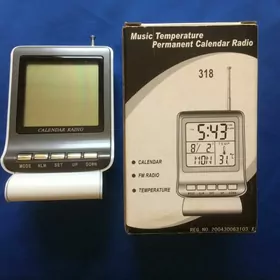 Music Temperature
Permanent Calendar Radio
318
5:43
8/ 2
MON 31
CALENDAR
FM RADIO
TEMPERATURE
CALENDAR RADIO
MODE ALM SET UP DOWN